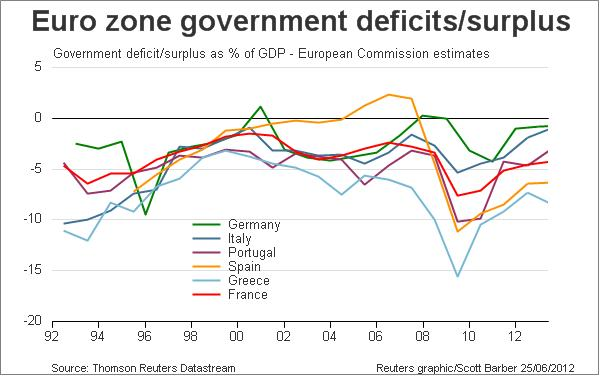 Euro zone government deficits/surplus
Government deficit/surplus as % of GDP - European Commission estimates
5
0
-5
-10
-15
-20
Germany
Italy
Portugal
Spain
Greece
France
92 94 96 98 00 02 04 06 08 10 12
Source: Thomson Reuters Datastream
Reuters graphic/Scott Barber 25/06/2012